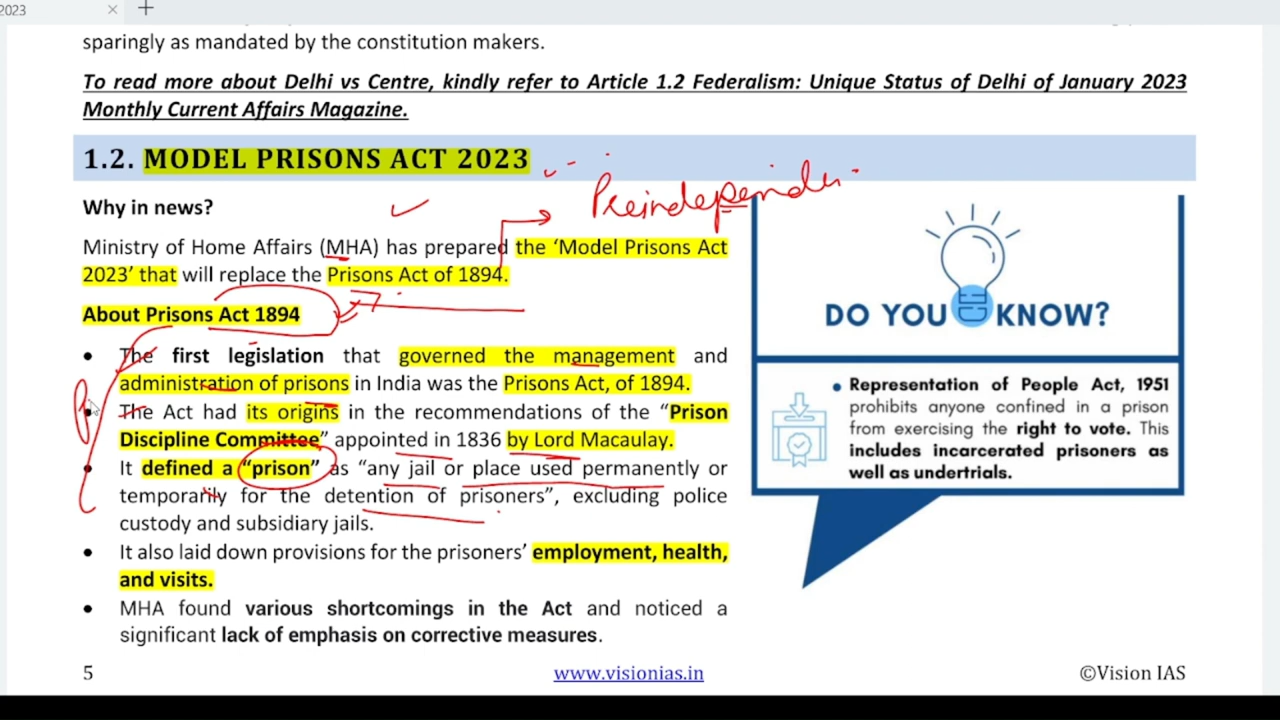 2023
sparingly as mandated by the constitution makers.
To read more about Delhi vs Centre, kindly refer to Article 1.2 Federalism: Unique Status of Delhi of January 2023
Monthly Current Affairs Magazine.
1.2. MODEL PRISONS ACT 2023
Why in news?
Ministry of Home Affairs (MHA) has prepared the ‘Model Prisons Act
2023’ that will replace the Prisons Act of 1894.
About Prisons Act 1894
• The first legislation that governed the management and
administration of prisons in India was the Prisons Act, of 1894.
• The Act had its origins in the recommendations of the “Prison
Discipline Committee” appointed in 1836 by Lord Macaulay.
• It defined a “prison” as “any jail or place used permanently or
temporarily for the detention of prisoners”, excluding police
custody and subsidiary jails.
• It also laid down provisions for the prisoners’ employment, health,
and visits.
• MHA found various shortcomings in the Act and noticed a
significant lack of emphasis on corrective measures.
DO YOU KNOW?
• Representation of People Act, 1951
prohibits anyone confined in a prison
from exercising the right to vote. This
includes incarcerated prisoners as
well as undertrials.
5
www.visionias.in
©Vision IAS